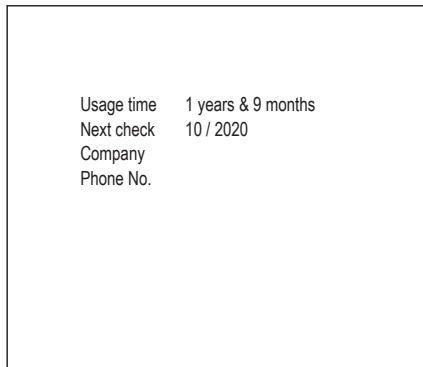 Usage time 1 years & 9 months
Next check 10 / 2020
Company
Phone No.